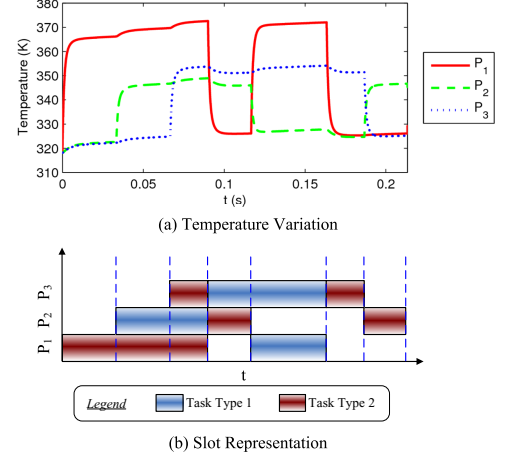 380
370
360
350
340
330
320
310
Temperature (K)
0
0.05
0.1
0.15
0.2
t (s)
P1
P2
P3
(a) Temperature Variation
P3
P2
P1
t
Legend
Task Type 1
Task Type 2
(b) Slot Representation